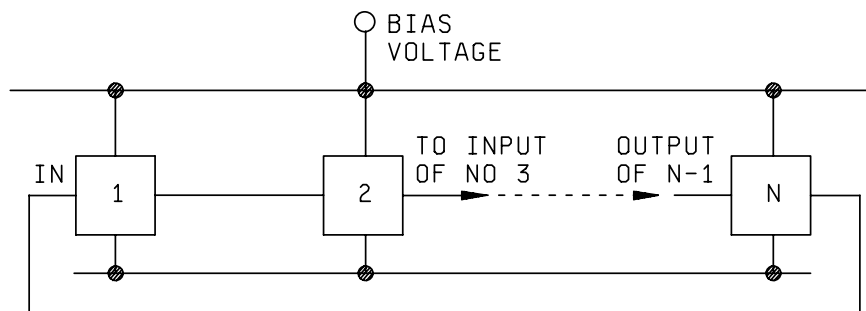 BIAS
VOLTAGE
TO INPUT
OF NO 3
OUTPUT
OF N-1
IN
1
2
N